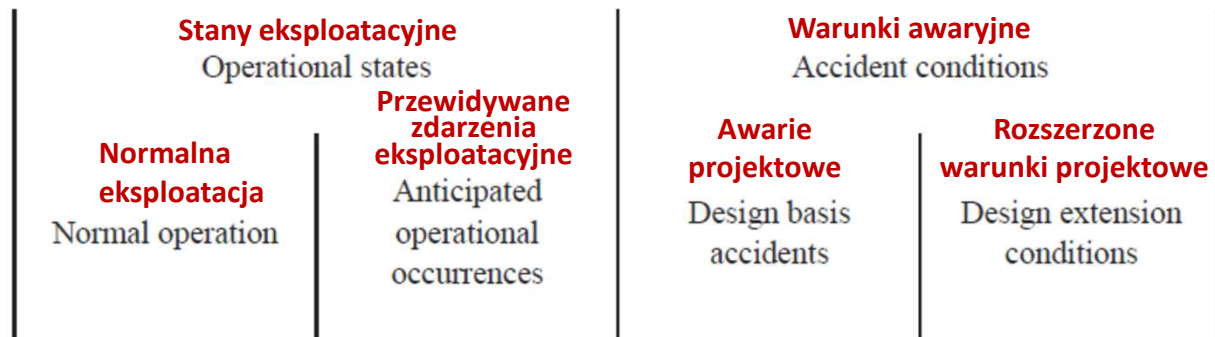 Stany eksploatacyjne
Operational states
Warunki awaryjne
Accident conditions
Normalna
eksploatacja
Normal operation
Przewidywane
zdarzenia
eksploatacyjne
Anticipated
operational
occurrences
Awarie
projektowe
Design basis
accidents
Rozszerzone
warunki projektowe
Design extension
conditions